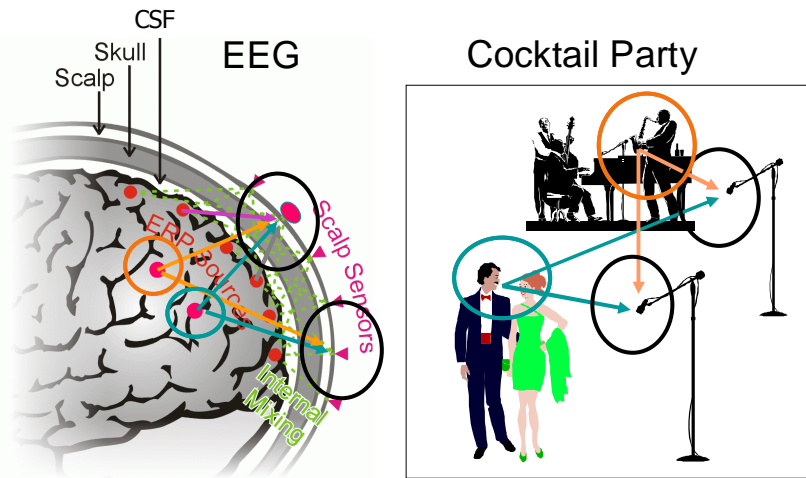 CSF
EEG
Cocktail Party
Skull
Scalp
ERP Sources
Scalp Sensors
Internal
Mixing